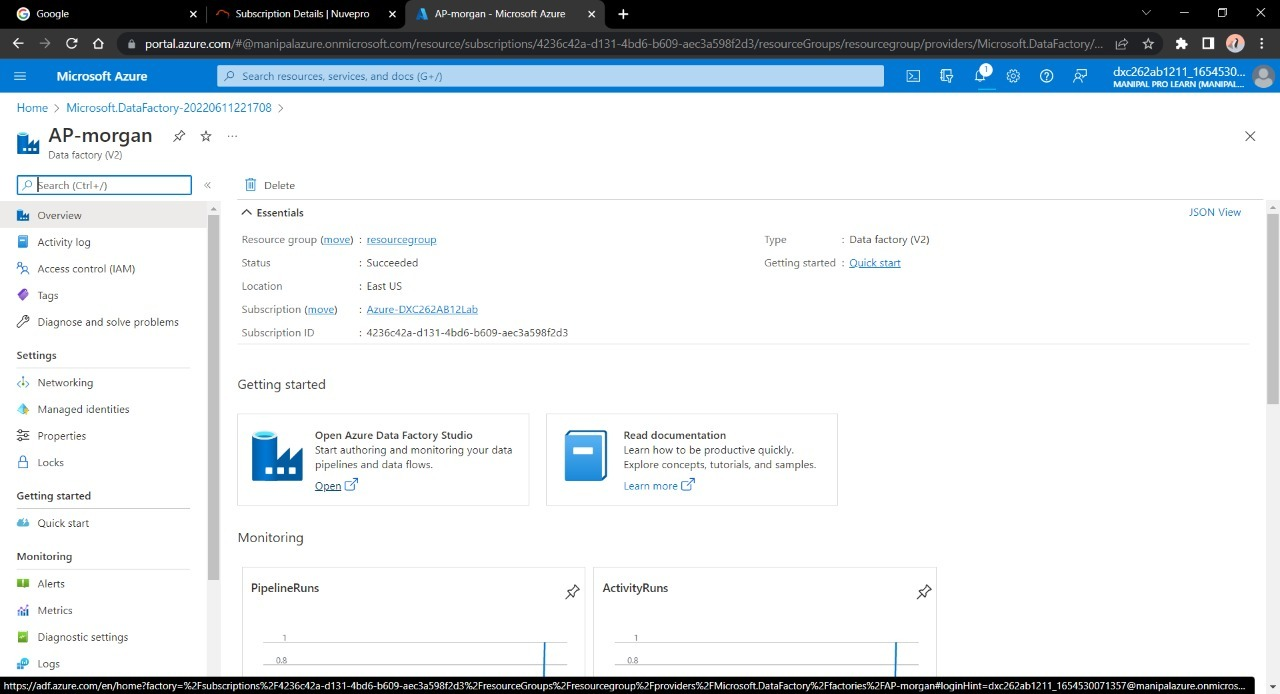 Google
Subscription Details | Nuvepro
AP-morgan - Microsoft Azure
portal.azure.com/#@manipalazure.onmicrosoft.com/resource/subscriptions/4236c42a-d131-4bd6-b609-aec3a598f2d3/resourceGroups/resourcegroup/providers/Microsoft.DataFactory/...
Microsoft Azure
Search resources, services, and docs (G+/)
1
dxc262ab1211_1654530...
MANIPAL PRO LEARN (MANIPAL...
Home > Microsoft.DataFactory-20220611221708 >
AP-morgan
Data factory (V2)
Search (Ctrl+/)
«
Delete
Overview
Activity log
Access control (IAM)
Tags
Diagnose and solve problems
Settings
Networking
Managed identities
Properties
Locks
Getting started
Quick start
Monitoring
Alerts
Metrics
Diagnostic settings
Logs
Essentials
JSON View
Resource group (move) : resourcegroup
Status : Succeeded
Location : East US
Subscription (move) : Azure-DXC262AB12Lab
Subscription ID : 4236c42a-d131-4bd6-b609-aec3a598f2d3
Type : Data factory (V2)
Getting started : Quick start
Getting started
Open Azure Data Factory Studio
Start authoring and monitoring your data
pipelines and data flows.
Open
Read documentation
Learn how to be productive quickly.
Explore concepts, tutorials, and samples.
Learn more
Monitoring
PipelineRuns
1
0.8
ActivityRuns
1
0.8
https://adf.azure.com/en/home?factory=%2Fsubscriptions%2F4236c42a-d131-4bd6-b609-aec3a598f2d3%2FresourceGroups%2Fresourcegroup%2Fproviders%2FMicrosoft.DataFactory%2Ffactories%2FAP-morgan#loginHint=dxc262ab1211_1654530071357@manipalazure.onmicros...